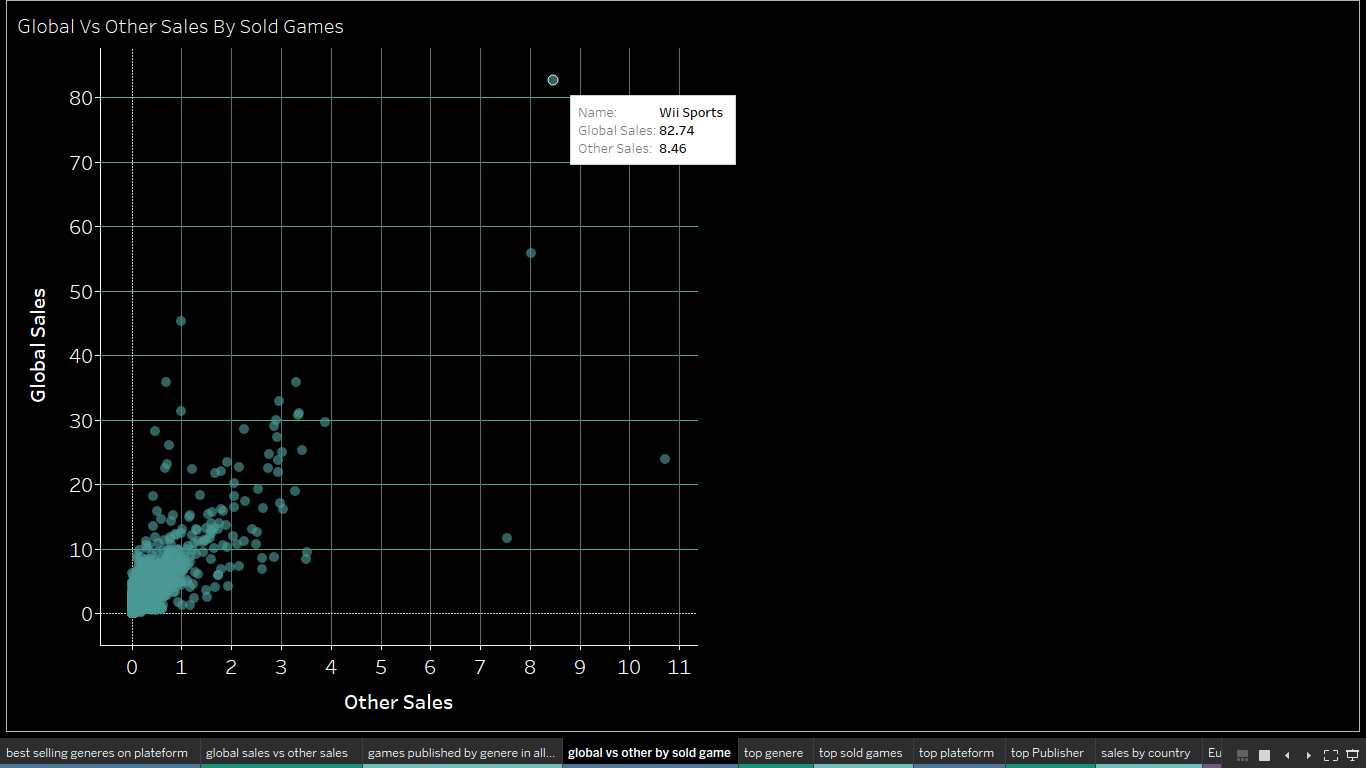 Global Vs Other Sales By Sold Games
80
Name: Wii Sports
Global Sales: 82.74
Other Sales: 8.46
70
60
50
40
30
20
10
0
Global Sales
0 1 2 3 4 5 6 7 8 9 10 11
Other Sales
best selling generes on plateform global sales vs other sales games published by genere in all... global vs other by sold game top genere top sold games top plateform top Publisher sales by country Eu